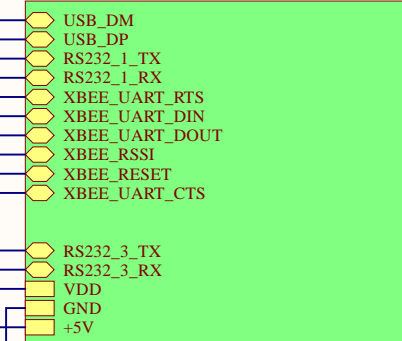 USB_DM
USB_DP
RS232_1_TX
RS232_1_RX
XBEE_UART_RTS
XBEE_UART_DIN
XBEE_UART_DOUT
XBEE_RSSI
XBEE_RESET
XBEE_UART_CTS
RS232_3_TX
RS232_3_RX
VDD
GND
+5V